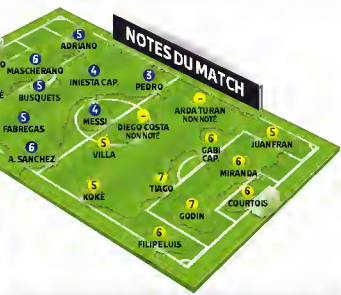 NOTES DU MATCH
5
ADRIANO
6
MASCHERANO
4
INIESTA CAP.
3
PEDRO
5
BUSQUETS
5
FABREGAS
4
MESSI
6
A. SANCHEZ
–
DIEGO COSTA
NON NOTÉ
–
ARDA TURAN
NON NOTÉ
5
VILLA
6
GABI
CAP.
5
JUANFRAN
6
MIRANDA
5
KOKÉ
7
TIAGO
6
COURTOIS
7
GODIN
6
FILIPE LUIS